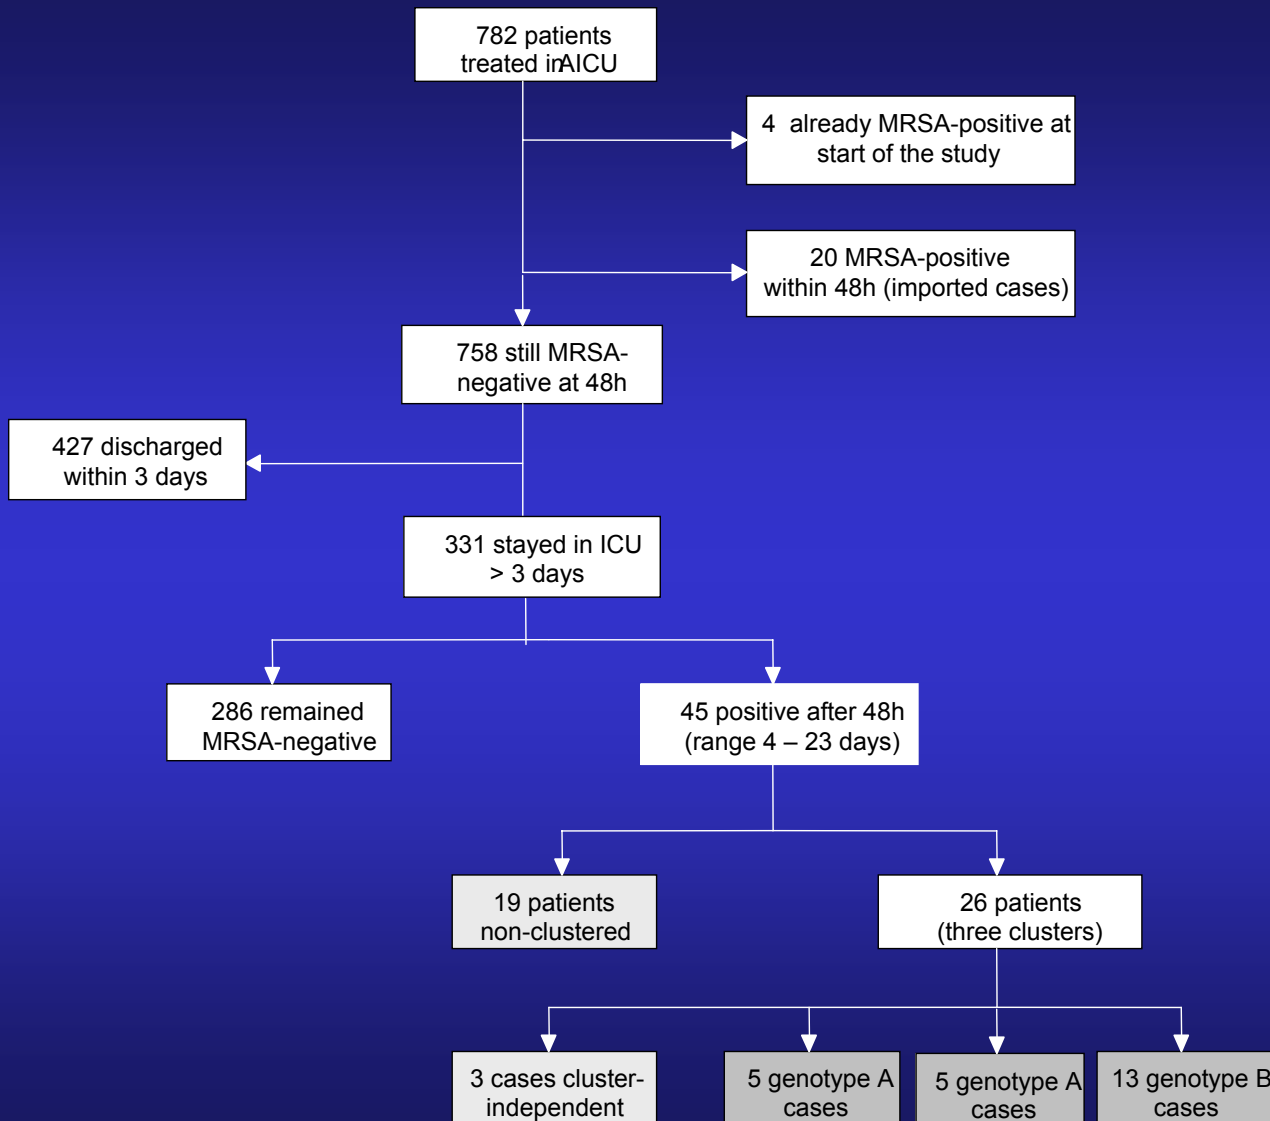 782 patients
treated in AICU
4 already MRSA-positive at
start of the study
20 MRSA-positive
within 48h (imported cases)
758 still MRSA-
negative at 48h
427 discharged
within 3 days
331 stayed in ICU
> 3 days
286 remained
MRSA-negative
45 positive after 48h
(range 4 – 23 days)
19 patients
non-clustered
26 patients
(three clusters)
3 cases cluster-
independent
5 genotype A
cases
5 genotype A
cases
13 genotype B
cases